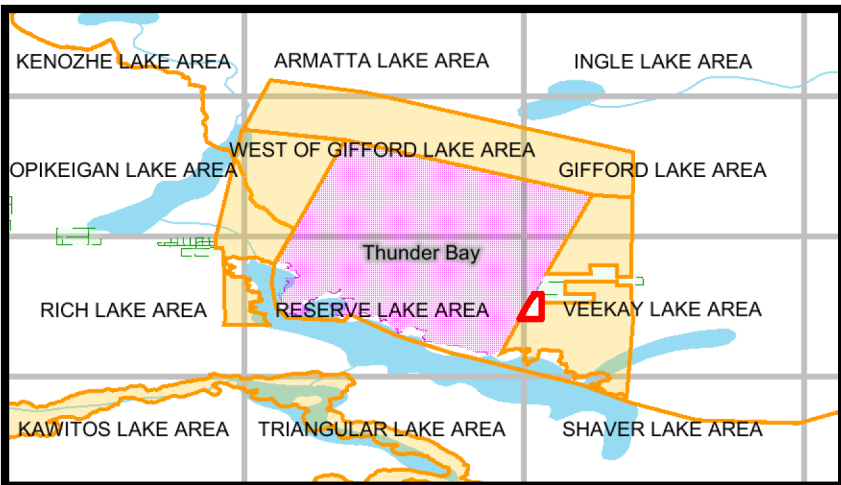 KENOZHE LAKE AREA
ARMATTA LAKE AREA
INGLE LAKE AREA
WEST OF GIFFORD LAKE AREA
OPIKEIGAN LAKE AREA
GIFFORD LAKE AREA
Thunder Bay
RICH LAKE AREA
RESERVE LAKE AREA
VEEKAY LAKE AREA
KAWITOS LAKE AREA
TRIANGULAR LAKE AREA
SHAVER LAKE AREA